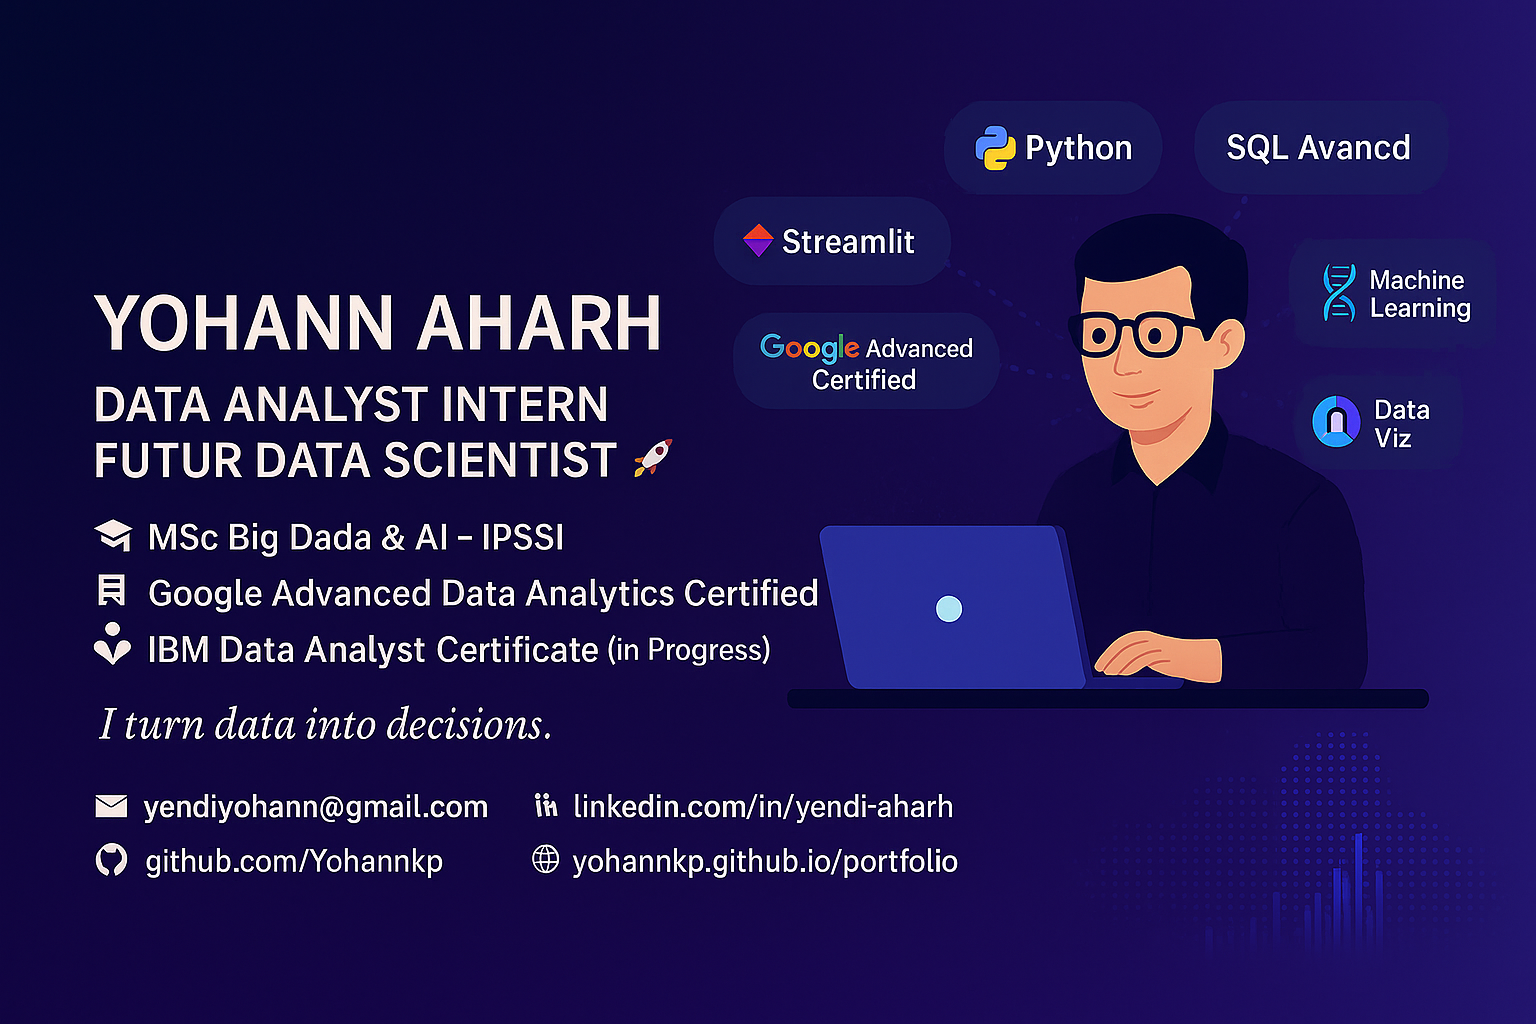 Python
SQL Avancd
Streamlit
Machine
Learning
Google Advanced
Certified
Data
Viz
YOHANN AHARH
DATA ANALYST INTERN
FUTUR DATA SCIENTIST 🚀
MSc Big Dada & AI – IPSSI
Google Advanced Data Analytics Certified
IBM Data Analyst Certificate (in Progress)
I turn data into decisions.
yendiyohann@gmail.com
linkedin.com/in/yendi-aharh
github.com/Yohannkp
yohannkp.github.io/portfolio